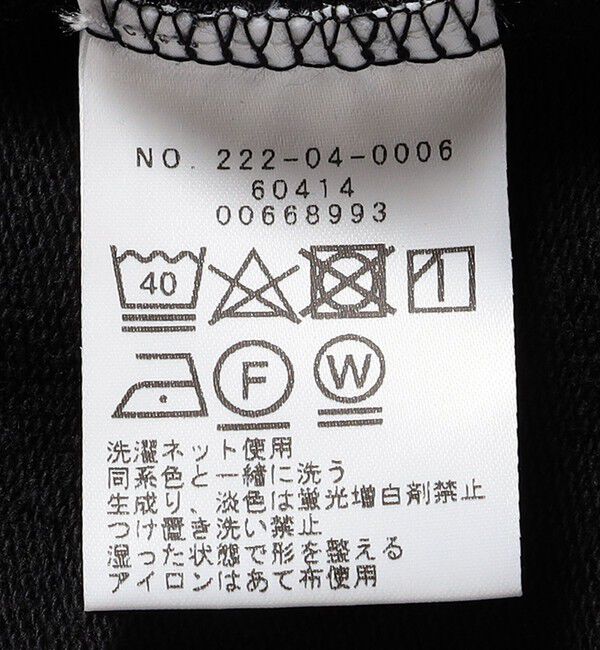 NO. 222-04-0006
60414
00668993
40
F W
洗濯ネット使用
同系色と一緒に洗う
生成り、淡色は蛍光増白剤禁止
つけ置き洗い禁止
湿った状態で形を整える
アイロンはあて布使用